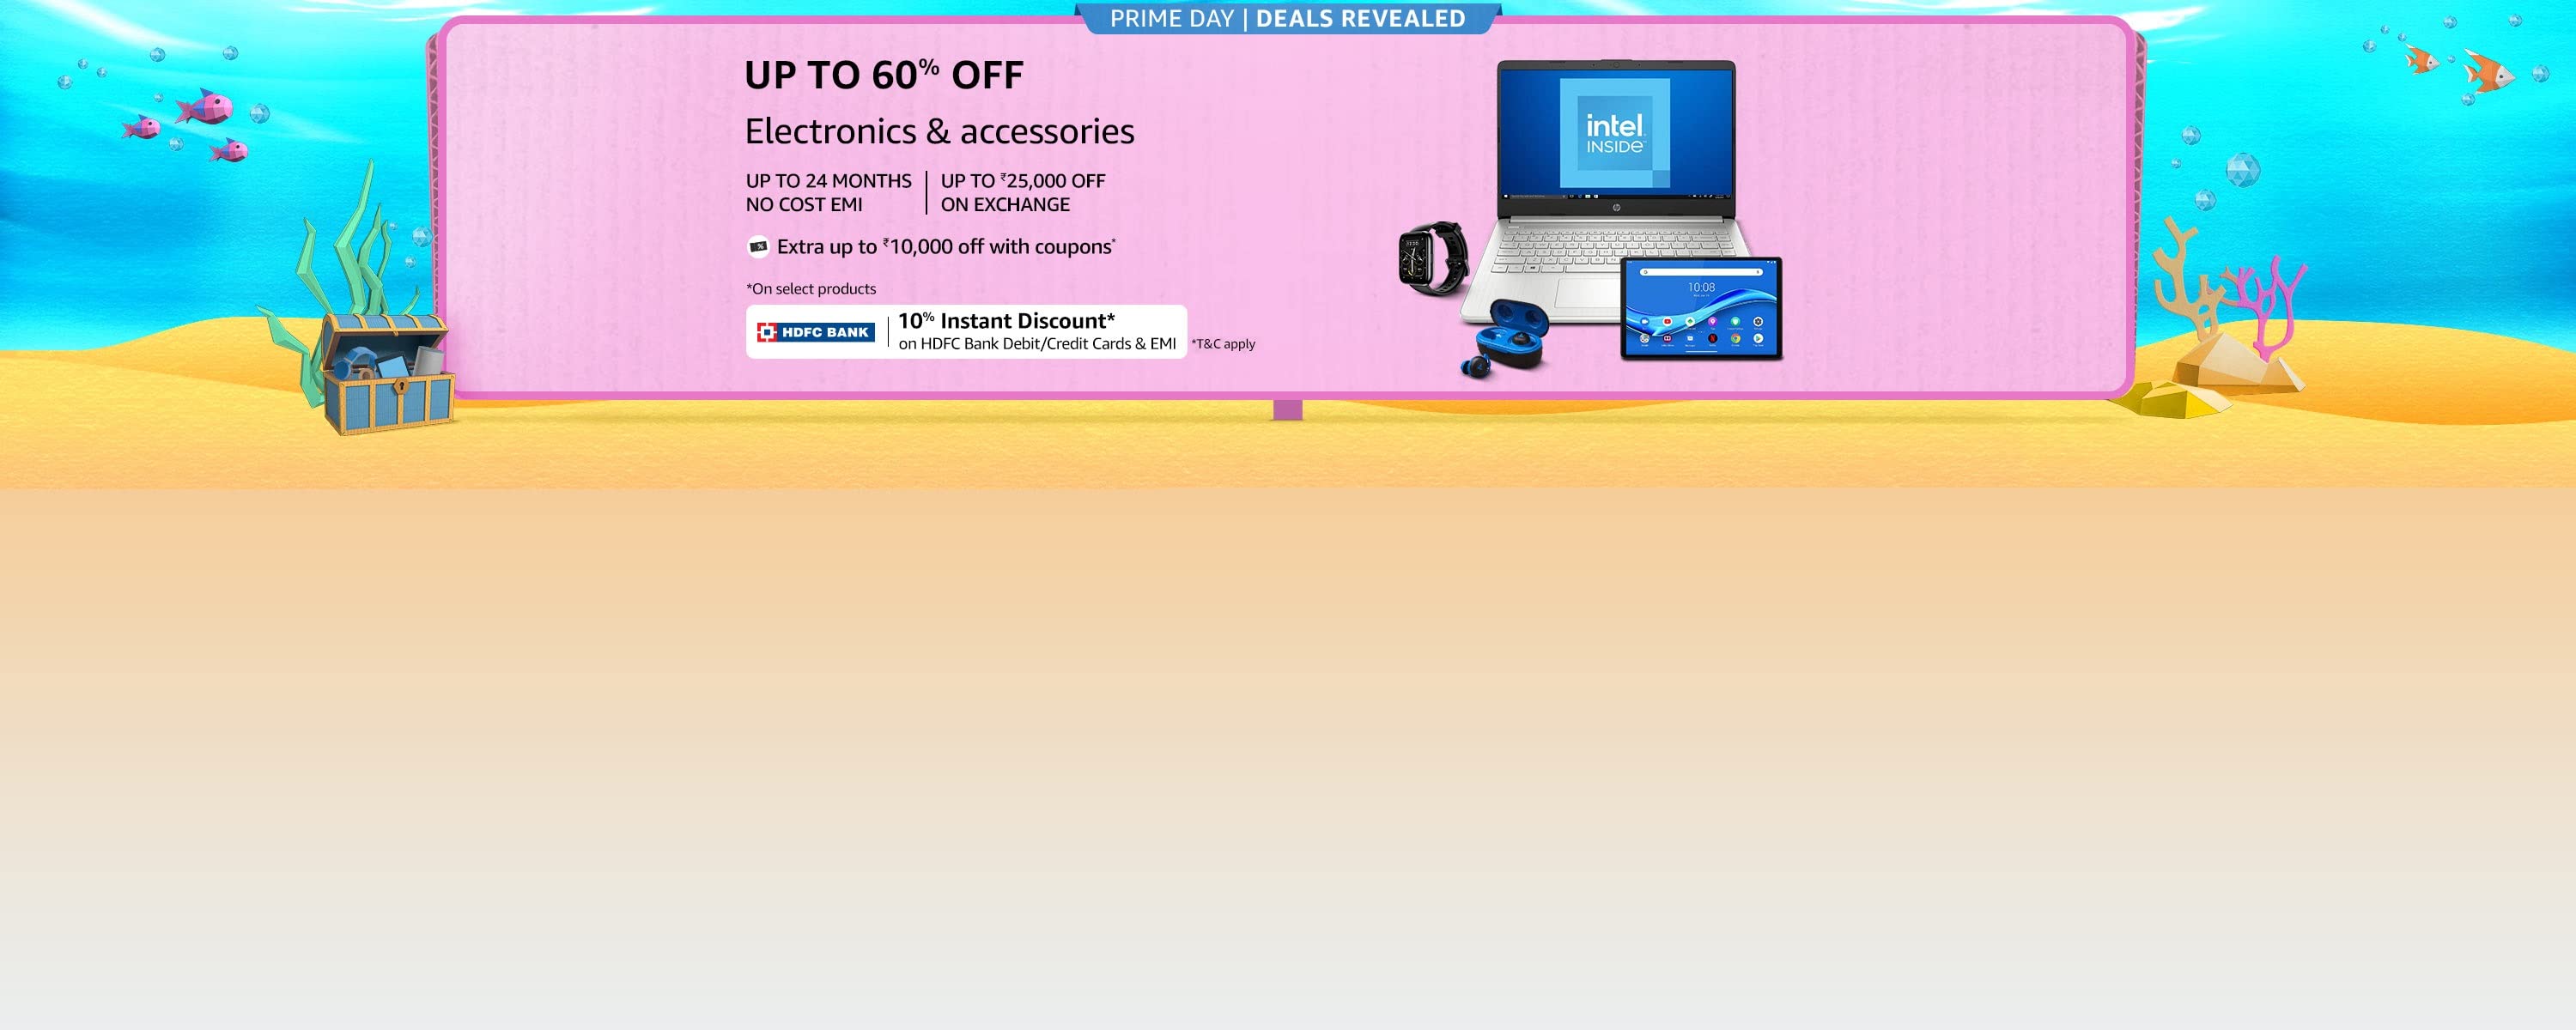 PRIME DAY | DEALS REVEALED
UP TO 60% OFF
Electronics & accessories
UP TO 24 MONTHS
NO COST EMI
UP TO ₹25,000 OFF
ON EXCHANGE
Extra up to ₹10,000 off with coupons*
*On select products
HDFC BANK
10% Instant Discount*
on HDFC Bank Debit/Credit Cards & EMI
*T&C apply
intel
INSIDE
hp
10:08